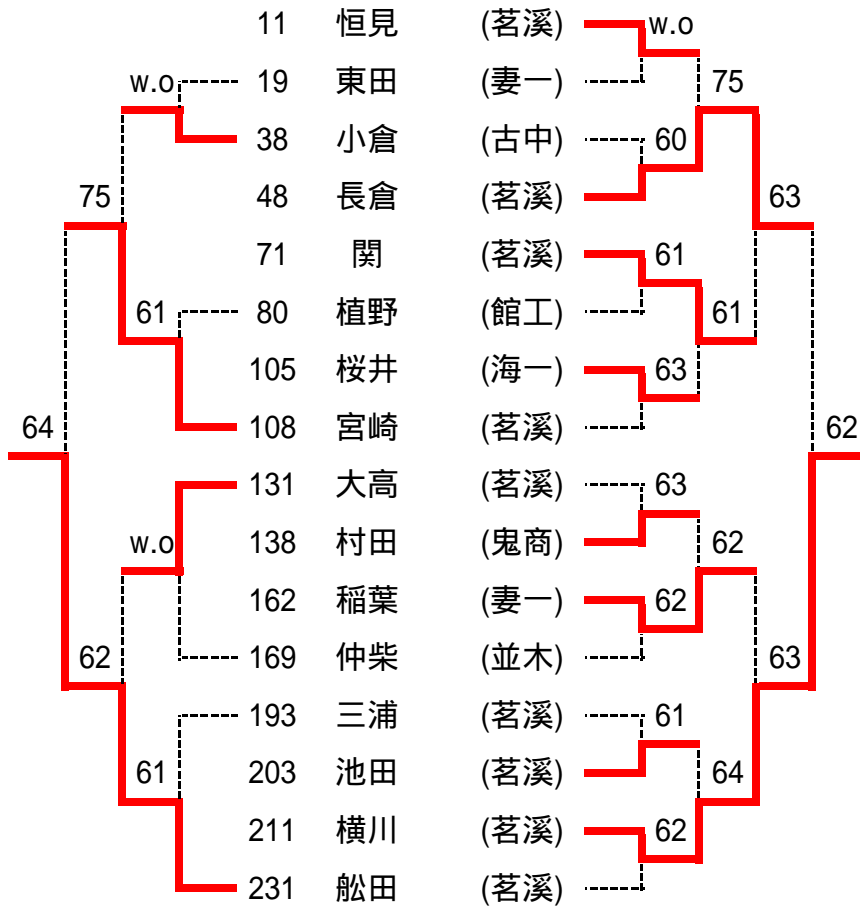 11 恒見 (茗溪) w.o
w.o 19 東田 (妻一) 75
38 小倉 (古中) 60
75 48 長倉 (茗溪) 63
71 関 (茗溪) 61
61 80 植野 (館工) 61
105 桜井 (海一) 63
64 108 宮崎 (茗溪) 62
131 大高 (茗溪) 63
w.o 138 村田 (鬼商) 62
162 稲葉 (妻一) 62
62 169 仲柴 (並木) 63
193 三浦 (茗溪) 61
61 203 池田 (茗溪) 64
211 横川 (茗溪) 62
231 舩田 (茗溪)